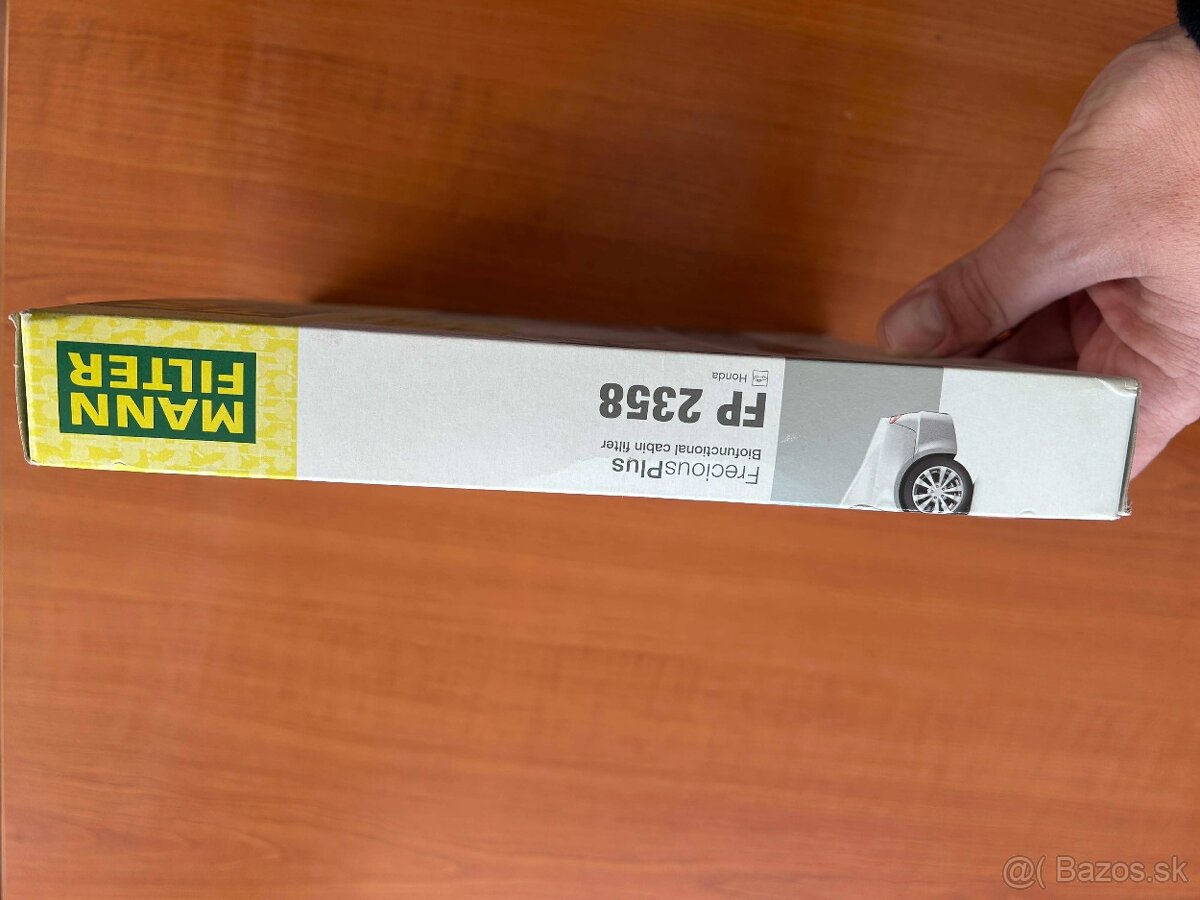 FreciousPlus
Biofunctional cabin filter
FP 2358
Honda
MANN
FILTER
@( Bazos.sk